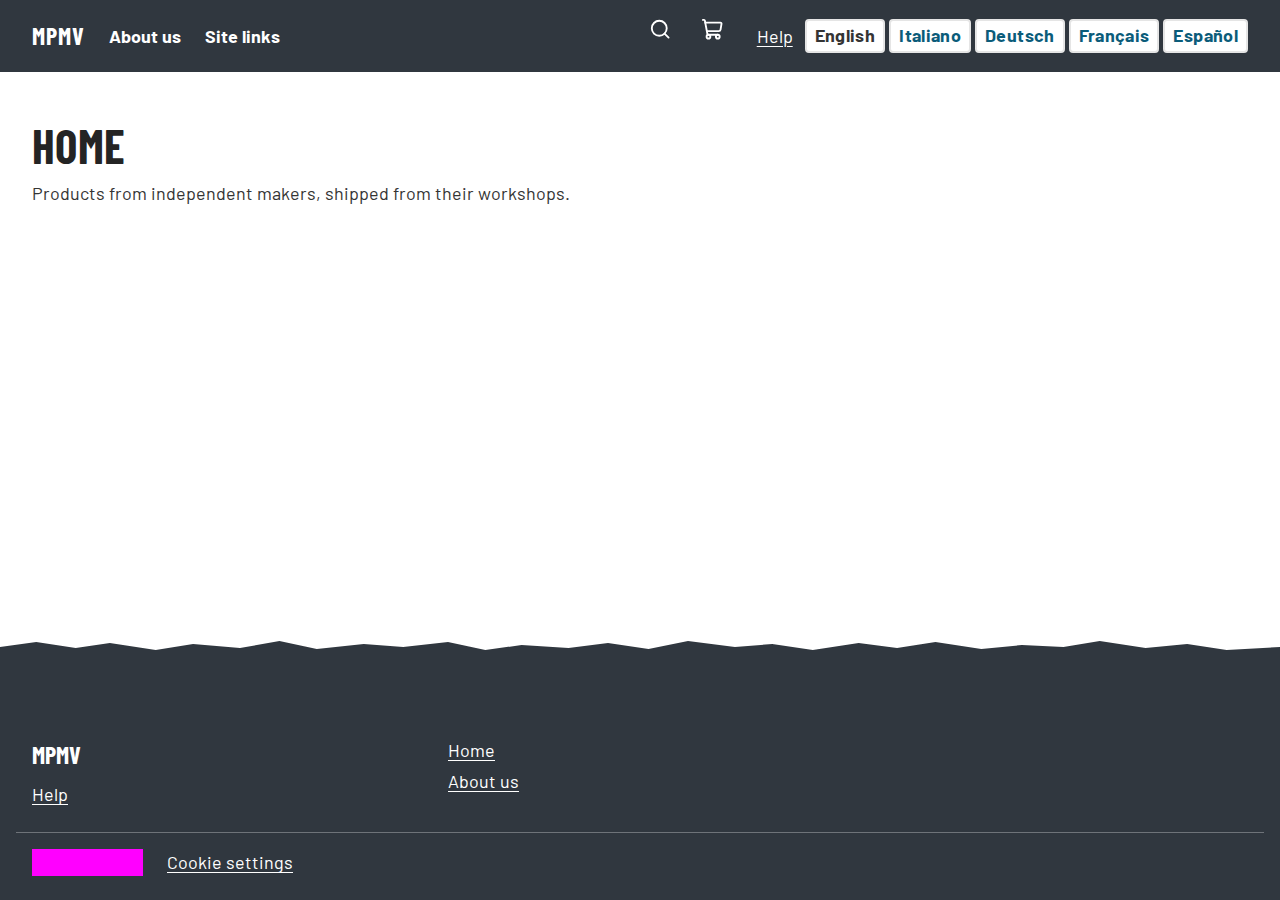 MPMV About us Site links Help English Italiano Deutsch Français Español
HOME
Products from independent makers, shipped from their workshops.
MPMV
Help
Home
About us
Cookie settings